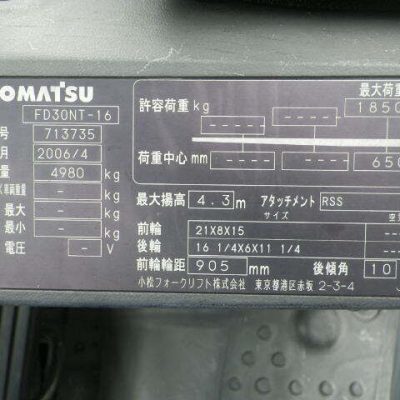 OMATSU
FD30NT-16
号 713735
月 2006/4
量 4980 kg
- kg
最大 - kg
最小 - kg
電圧 - V
最大荷重
許容荷重 kg ---- ---- 1850
荷重中心 mm ---- ---- 650
最大揚高 4.3 m アタッチメント RSS
サイズ
前輪 21X8X15 ---
後輪 16 1/4X6X11 1/4 ---
前輪輪距 905 mm 後傾角 10
小松フォークリフト株式会社 東京都港区赤坂 2-3-4